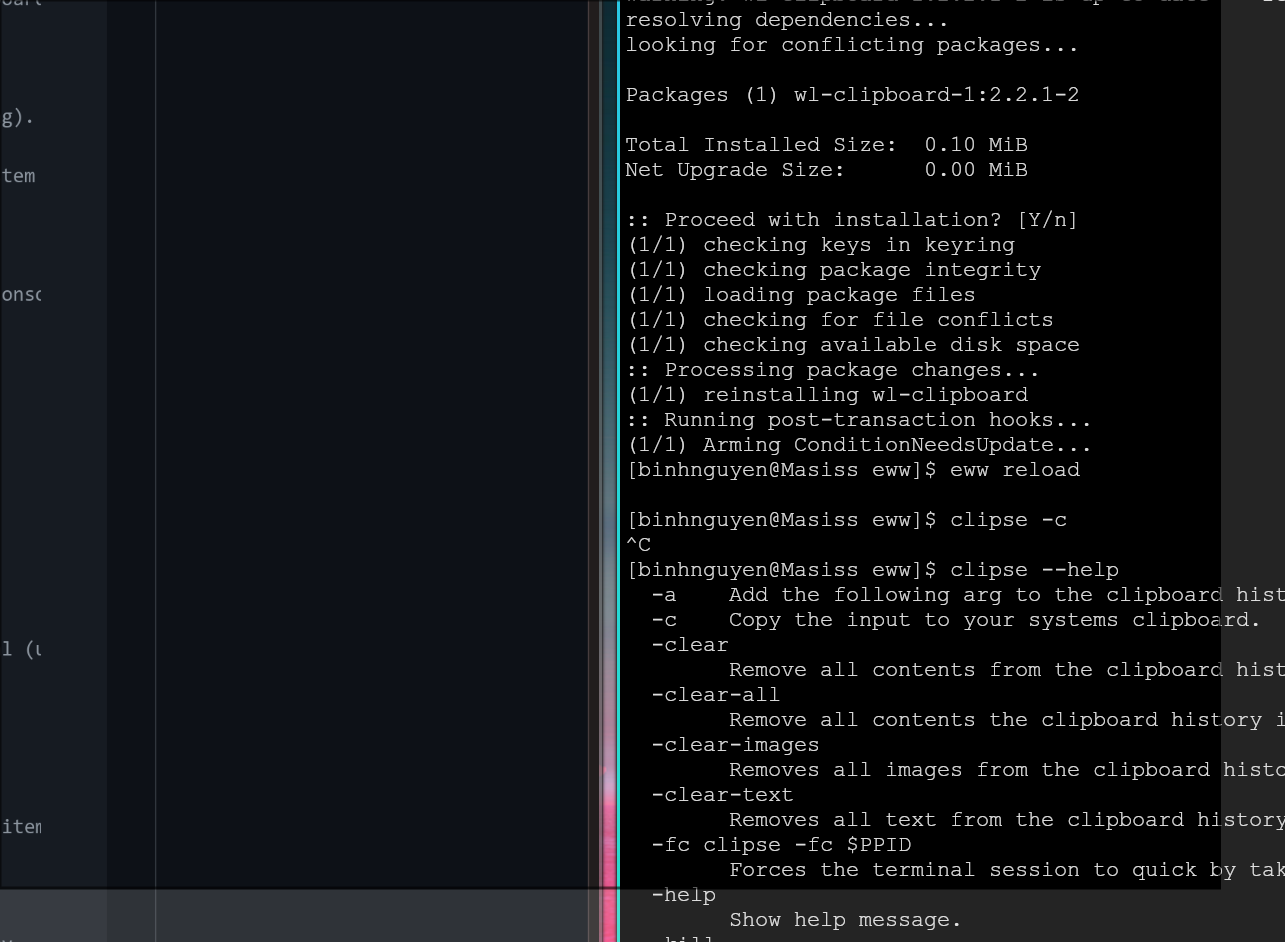 g).
tem
l (u
resolving dependencies...
looking for conflicting packages...
Packages (1) wl-clipboard-1:2.2.1-2
Total Installed Size:  0.10 MiB
Net Upgrade Size:      0.00 MiB
:: Proceed with installation? [Y/n]
(1/1) checking keys in keyring
(1/1) checking package integrity
(1/1) loading package files
(1/1) checking for file conflicts
(1/1) checking available disk space
:: Processing package changes...
(1/1) reinstalling wl-clipboard
:: Running post-transaction hooks...
(1/1) Arming ConditionNeedsUpdate...
[binhnguyen@Masiss eww]$ eww reload
[binhnguyen@Masiss eww]$ clipse -c
^C
[binhnguyen@Masiss eww]$ clipse --help
-a    Add the following arg to the clipboard hist
-c    Copy the input to your systems clipboard.
-clear
Remove all contents from the clipboard hist
-clear-all
Remove all contents the clipboard history i
-clear-images
Removes all images from the clipboard histo
-clear-text
Removes all text from the clipboard history
-fc clipse -fc $PPID
Forces the terminal session to quick by tak
-help
Show help message.